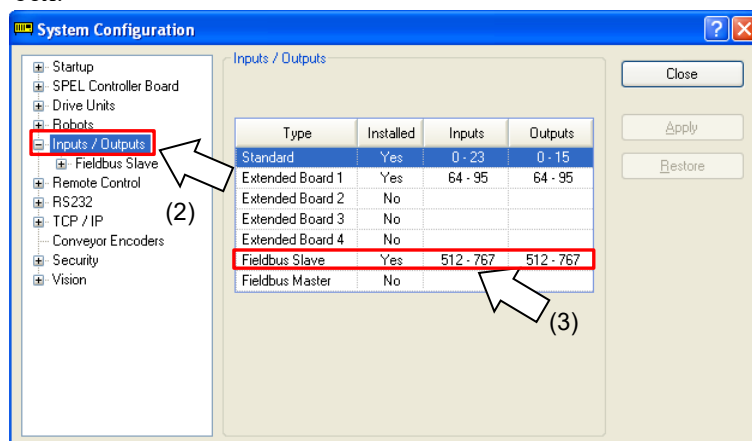 System Configuration
Startup
SPEL Controller Board
Drive Units
Robots
Inputs / Outputs
Fieldbus Slave
Remote Control
RS232
TCP / IP
Conveyor Encoders
Security
Vision
(2)
Inputs / Outputs
Type Installed Inputs Outputs
Standard Yes 0 - 23 0 - 15
Extended Board 1 Yes 64 - 95 64 - 95
Extended Board 2 No
Extended Board 3 No
Extended Board 4 No
Fieldbus Slave Yes 512 - 767 512 - 767
Fieldbus Master No
(3)
Close
Apply
Restore